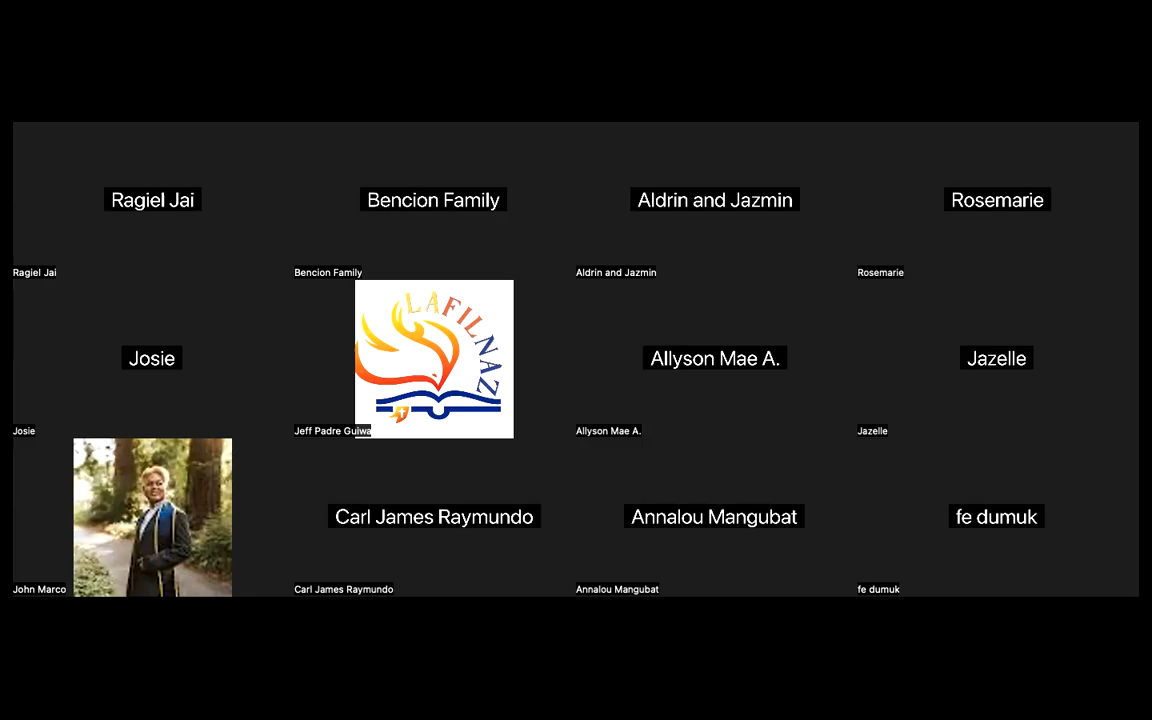 Ragiel Jai
Bencion Family
Aldrin and Jazmin
Rosemarie
Ragiel Jai
Bencion Family
Aldrin and Jazmin
Rosemarie
Josie
LAFILNAZ
Allyson Mae A.
Jazelle
Josie
Jeff Padre Guiwa
Allyson Mae A.
Jazelle
Carl James Raymundo
Annalou Mangubat
fe dumuk
John Marco
Carl James Raymundo
Annalou Mangubat
fe dumuk